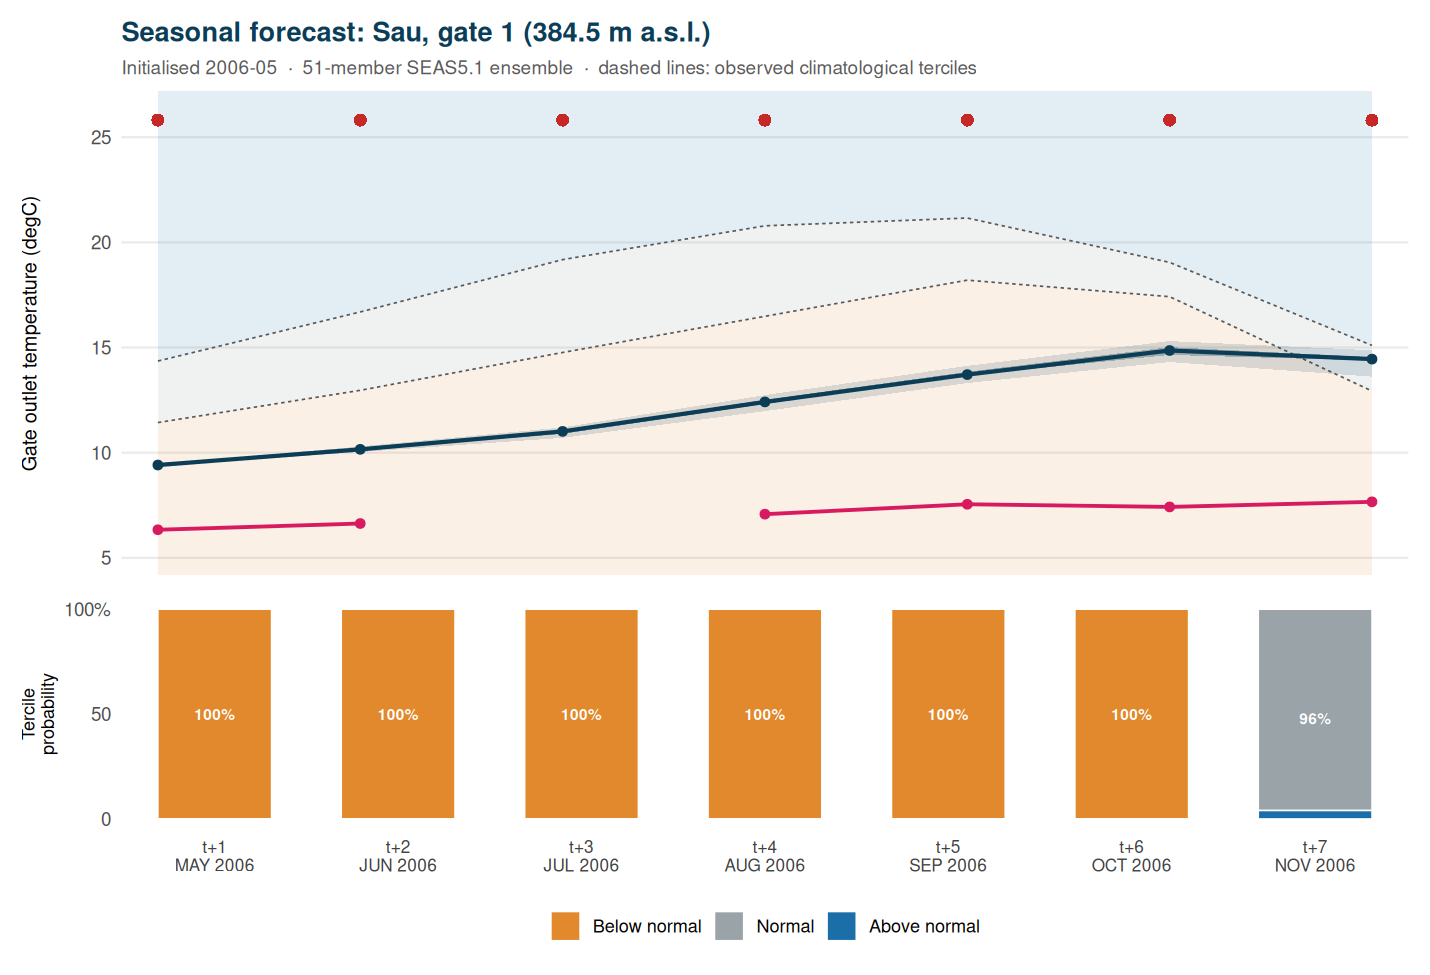 Seasonal forecast: Sau, gate 1 (384.5 m a.s.l.)
Initialised 2006-05 · 51-member SEAS5.1 ensemble · dashed lines: observed climatological terciles
Gate outlet temperature (degC)
25
20
15
10
5
Tercile
probability
100%
50
0
100%
100%
100%
100%
100%
100%
96%
t+1
MAY 2006
t+2
JUN 2006
t+3
JUL 2006
t+4
AUG 2006
t+5
SEP 2006
t+6
OCT 2006
t+7
NOV 2006
Below normal
Normal
Above normal